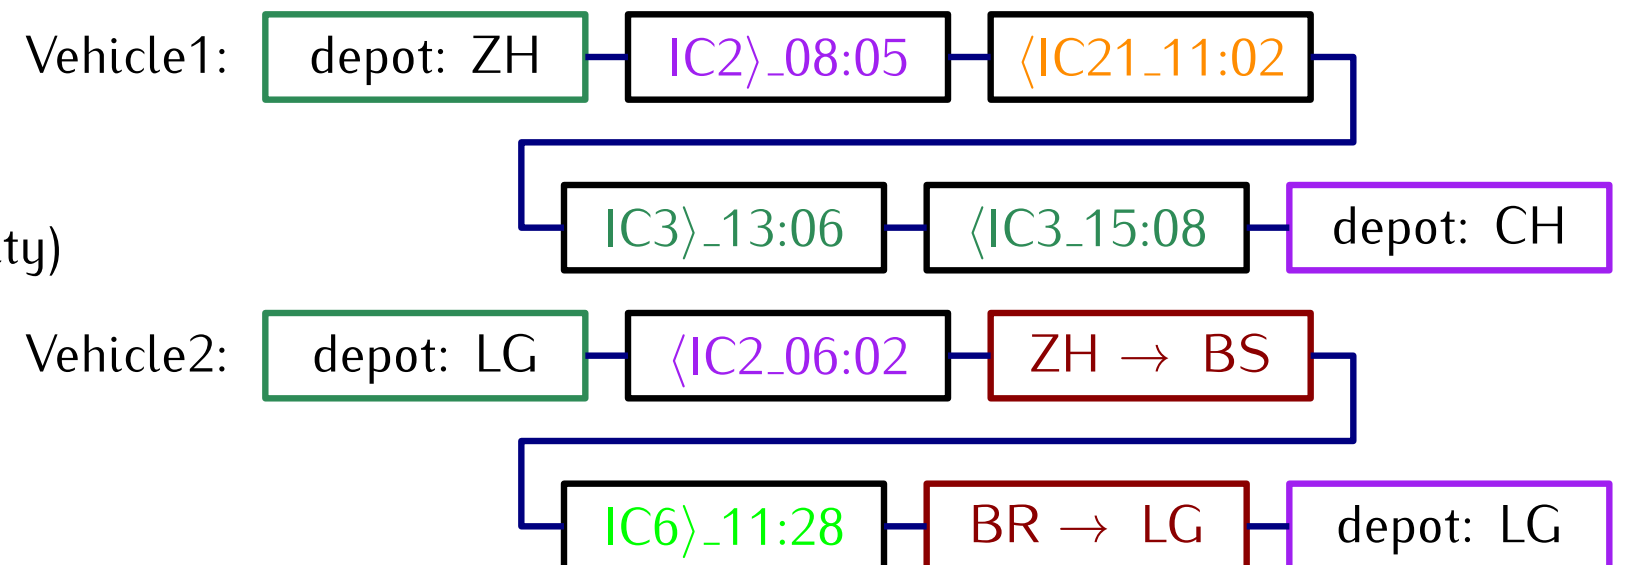 Vehicle1: depot: ZH IC2⟩_08:05 ⟨IC21_11:02
IC3⟩_13:06 ⟨IC3_15:08 depot: CH
ty)
Vehicle2: depot: LG ⟨IC2_06:02 ZH → BS
IC6⟩_11:28 BR → LG depot: LG